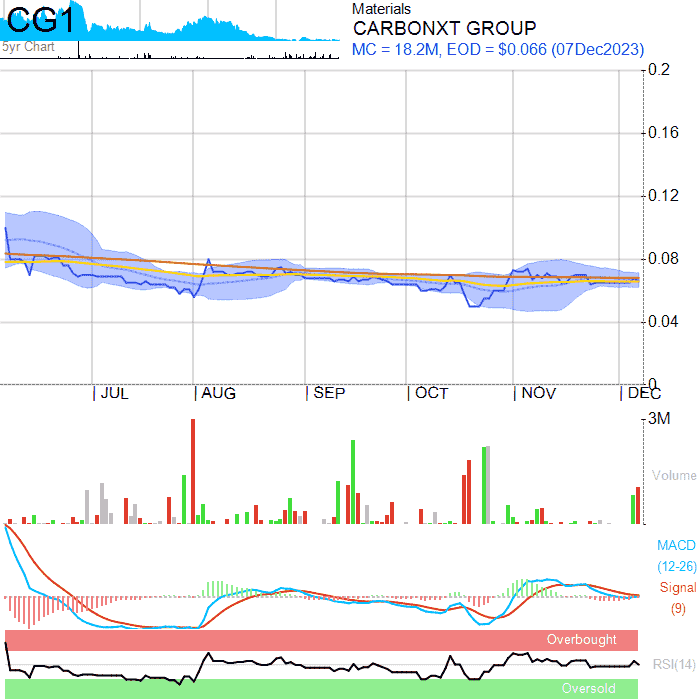 CG1
5yr Chart
Materials
CARBONXT GROUP
MC = 18.2M, EOD = $0.066 (07Dec2023)
0.2
0.16
0.12
0.08
0.04
0
JUL AUG SEP OCT NOV DEC
3M
Volume
MACD
(12-26)
Signal
(9)
Overbought
RSI(14)
Oversold